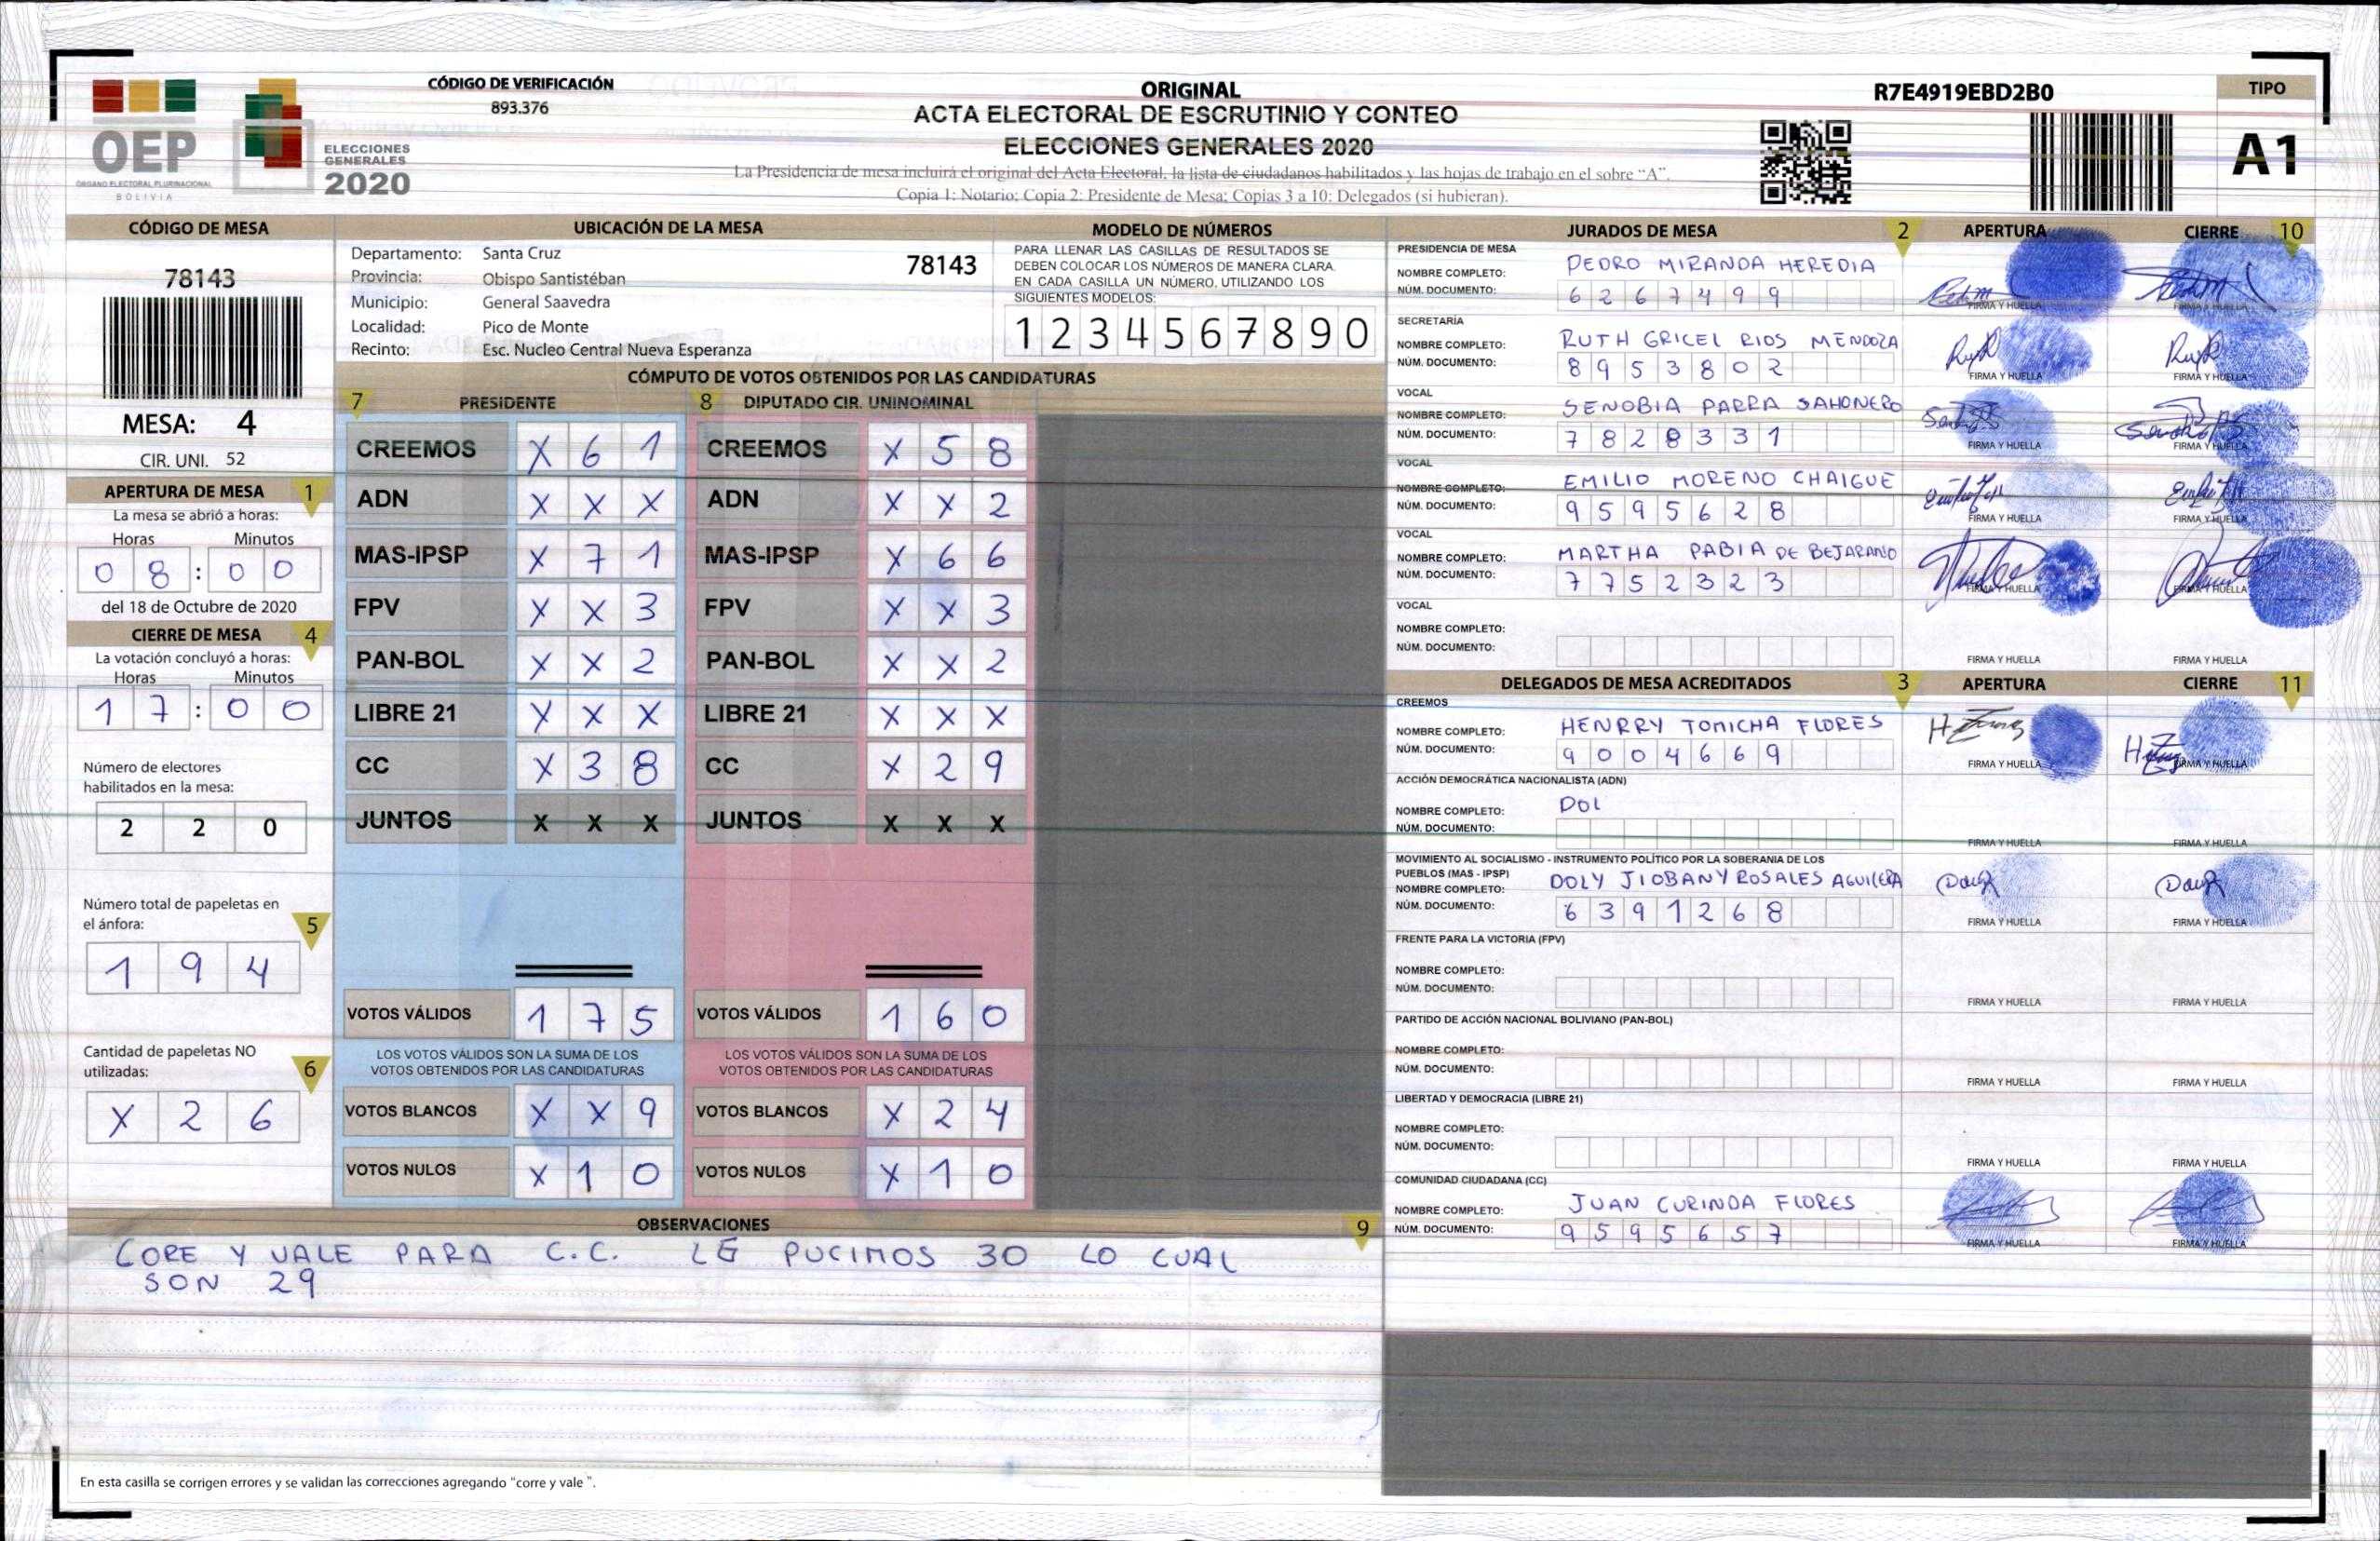 CÓDIGO DE VERIFICACIÓN
893.376
ORIGINAL
ACTA ELECTORAL DE ESCRUTINIO Y CONTEO
ELECCIONES GENERALES 2020
La Presidencia de mesa incluirá el original del Acta Electoral, la lista de ciudadanos habilitados y las hojas de trabajo en el sobre "A".
Copia 1: Notario; Copia 2: Presidente de Mesa; Copias 3 a 10: Delegados (si hubieran).
R7E4919EBD2B0
TIPO
A1
OEP
ÓRGANO ELECTORAL PLURINACIONAL
BOLIVIA
ELECCIONES
GENERALES
2020
CÓDIGO DE MESA
78143
MESA: 4
CIR. UNI. 52
APERTURA DE MESA 1
La mesa se abrió a horas:
Horas Minutos
0 8 : 0 0
del 18 de Octubre de 2020
CIERRE DE MESA 4
La votación concluyó a horas:
Horas Minutos
1 7 : 0 0
Número de electores
habilitados en la mesa:
2 2 0
Número total de papeletas en
el ánfora: 5
1 9 4
Cantidad de papeletas NO
utilizadas: 6
X 2 6
UBICACIÓN DE LA MESA
Departamento: Santa Cruz
78143
Provincia: Obispo Santistéban
Municipio: General Saavedra
Localidad: Pico de Monte
Recinto: Esc. Nucleo Central Nueva Esperanza
MODELO DE NÚMEROS
PARA LLENAR LAS CASILLAS DE RESULTADOS SE
DEBEN COLOCAR LOS NÚMEROS DE MANERA CLARA.
EN CADA CASILLA UN NÚMERO, UTILIZANDO LOS
SIGUIENTES MODELOS:
1 2 3 4 5 6 7 8 9 0
CÓMPUTO DE VOTOS OBTENIDOS POR LAS CANDIDATURAS
7 PRESIDENTE
CREEMOS X 6 1
ADN X X X
MAS-IPSP X 7 1
FPV X X 3
PAN-BOL X X 2
LIBRE 21 X X X
CC X 3 8
JUNTOS X X X
VOTOS VÁLIDOS 1 7 5
LOS VOTOS VÁLIDOS SON LA SUMA DE LOS
VOTOS OBTENIDOS POR LAS CANDIDATURAS
VOTOS BLANCOS X X 9
VOTOS NULOS X 1 0
8 DIPUTADO CIR. UNINOMINAL
CREEMOS X 5 8
ADN X X 2
MAS-IPSP X 6 6
FPV X X 3
PAN-BOL X X 2
LIBRE 21 X X X
CC X 2 9
JUNTOS X X X
VOTOS VÁLIDOS 1 6 0
LOS VOTOS VÁLIDOS SON LA SUMA DE LOS
VOTOS OBTENIDOS POR LAS CANDIDATURAS
VOTOS BLANCOS X 2 4
VOTOS NULOS X 1 0
OBSERVACIONES 9
CORE Y VALE PARA C.C. LE PUCIMOS 30 LO CUAL
SON 29
En esta casilla se corrigen errores y se validan las correcciones agregando "corre y vale".
JURADOS DE MESA 2 APERTURA CIERRE 10
PRESIDENCIA DE MESA
NOMBRE COMPLETO: PEDRO MIRANDA HEREDIA
NÚM. DOCUMENTO: 6 2 6 7 4 9 9
FIRMA Y HUELLA FIRMA Y HUELLA
SECRETARÍA
NOMBRE COMPLETO: RUTH GRICEL RIOS MENDOZA
NÚM. DOCUMENTO: 8 9 5 3 8 0 2
FIRMA Y HUELLA FIRMA Y HUELLA
VOCAL
NOMBRE COMPLETO: SENOBIA PARRA SAHONERO
NÚM. DOCUMENTO: 7 8 2 8 3 3 1
FIRMA Y HUELLA FIRMA Y HUELLA
VOCAL
NOMBRE COMPLETO: EMILIO MORENO CHAIGUE
NÚM. DOCUMENTO: 9 5 9 5 6 2 8
FIRMA Y HUELLA FIRMA Y HUELLA
VOCAL
NOMBRE COMPLETO: MARTHA PABIA DE BEJARANO
NÚM. DOCUMENTO: 7 7 5 2 3 2 3
FIRMA Y HUELLA FIRMA Y HUELLA
VOCAL
NOMBRE COMPLETO:
NÚM. DOCUMENTO:
FIRMA Y HUELLA FIRMA Y HUELLA
DELEGADOS DE MESA ACREDITADOS 3 APERTURA CIERRE 11
CREEMOS
NOMBRE COMPLETO: HENRRY TOMICHA FLORES
NÚM. DOCUMENTO: 9 0 0 4 6 6 9
FIRMA Y HUELLA FIRMA Y HUELLA
ACCIÓN DEMOCRÁTICA NACIONALISTA (ADN)
NOMBRE COMPLETO: DOL
NÚM. DOCUMENTO:
FIRMA Y HUELLA FIRMA Y HUELLA
MOVIMIENTO AL SOCIALISMO - INSTRUMENTO POLÍTICO POR LA SOBERANIA DE LOS
PUEBLOS (MAS - IPSP)
NOMBRE COMPLETO: DOLY JIOBANY ROSALES AGUILERA
NÚM. DOCUMENTO: 6 3 9 1 2 6 8
FIRMA Y HUELLA FIRMA Y HUELLA
FRENTE PARA LA VICTORIA (FPV)
NOMBRE COMPLETO:
NÚM. DOCUMENTO:
FIRMA Y HUELLA FIRMA Y HUELLA
PARTIDO DE ACCIÓN NACIONAL BOLIVIANO (PAN-BOL)
NOMBRE COMPLETO:
NÚM. DOCUMENTO:
FIRMA Y HUELLA FIRMA Y HUELLA
LIBERTAD Y DEMOCRACIA (LIBRE 21)
NOMBRE COMPLETO:
NÚM. DOCUMENTO:
FIRMA Y HUELLA FIRMA Y HUELLA
COMUNIDAD CIUDADANA (CC)
NOMBRE COMPLETO: JUAN CURINDA FLORES
NÚM. DOCUMENTO: 9 5 9 5 6 5 7
FIRMA Y HUELLA FIRMA Y HUELLA